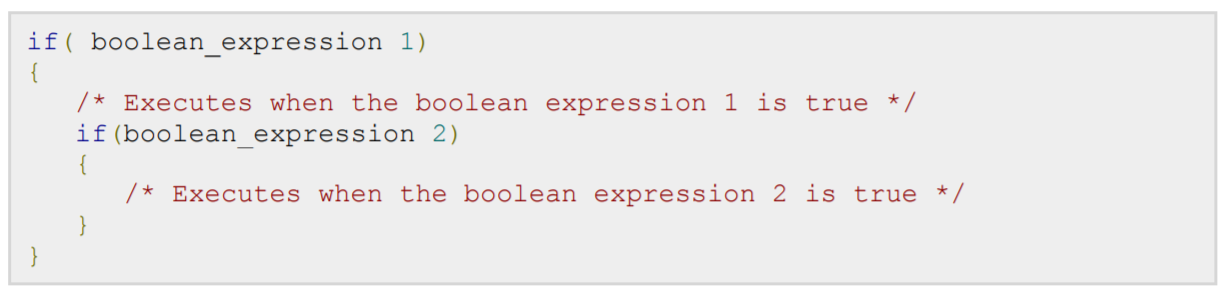 if( boolean_expression 1)
{
   /* Executes when the boolean expression 1 is true */
   if(boolean_expression 2)
   {
      /* Executes when the boolean expression 2 is true */
   }
}